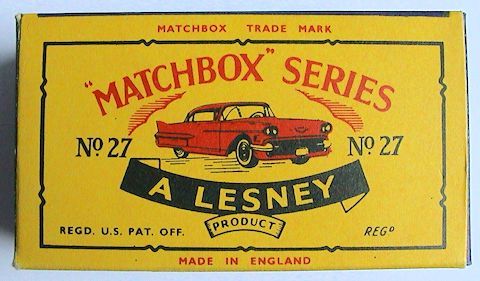 MATCHBOX TRADE MARK
"MATCHBOX" SERIES
Nº 27
Nº 27
A LESNEY
PRODUCT
REGD. U.S. PAT. OFF.
REGᴰ
MADE IN ENGLAND